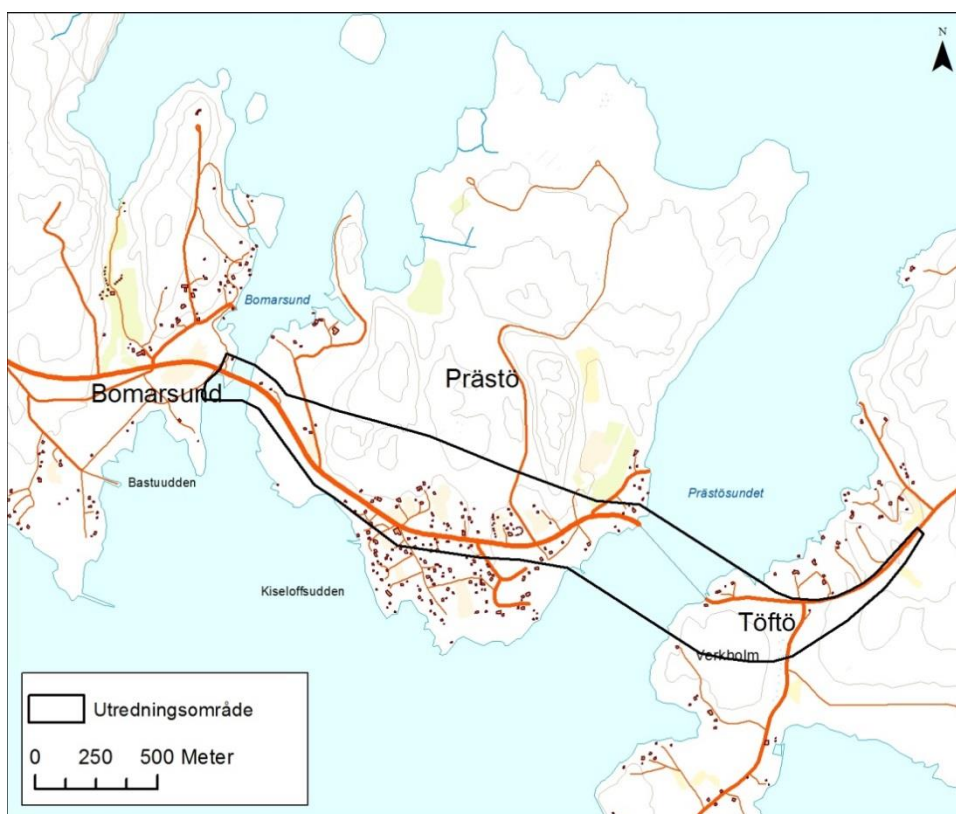 N
Bomarsund
Prästö
Bomarsund
Bastuudden
Prästösundet
Kiseloffsudden
Töftö
Verkholm
Utredningsområde
0 250 500 Meter